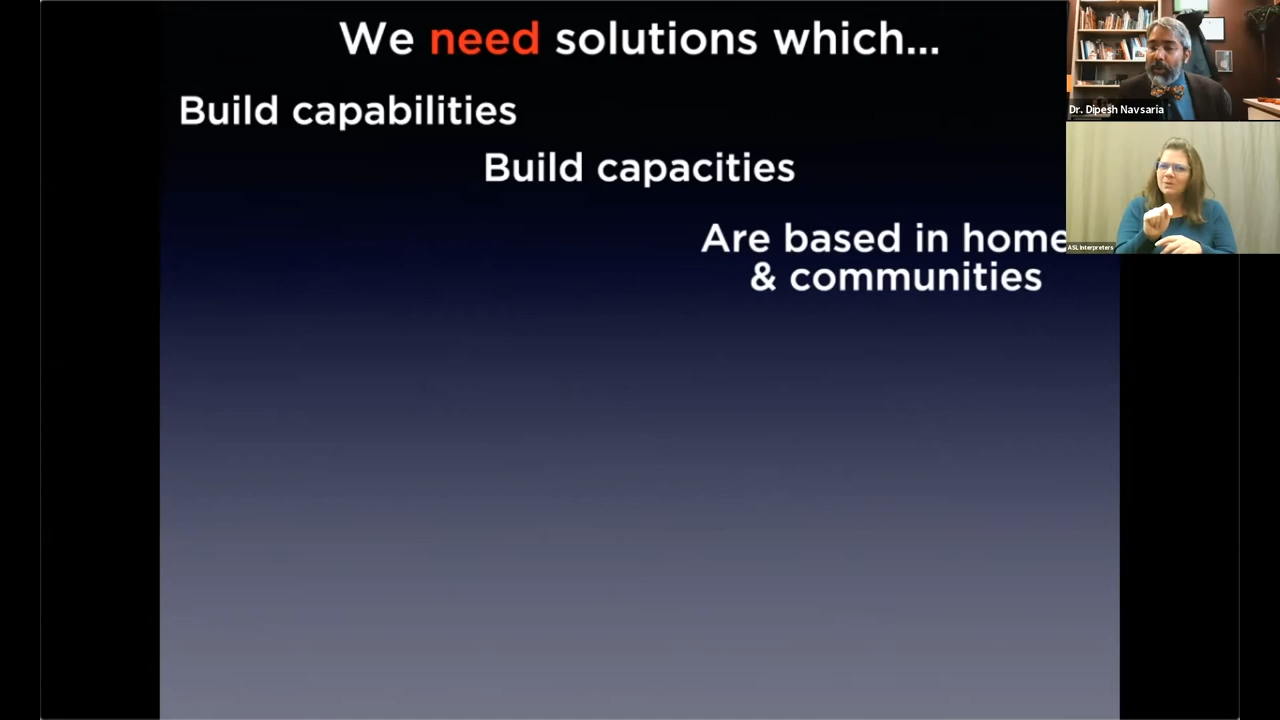 We need solutions which...
Build capabilities
Build capacities
Are based in home
& communities
Dr. Dipesh Navsaria
ASL Interpreters